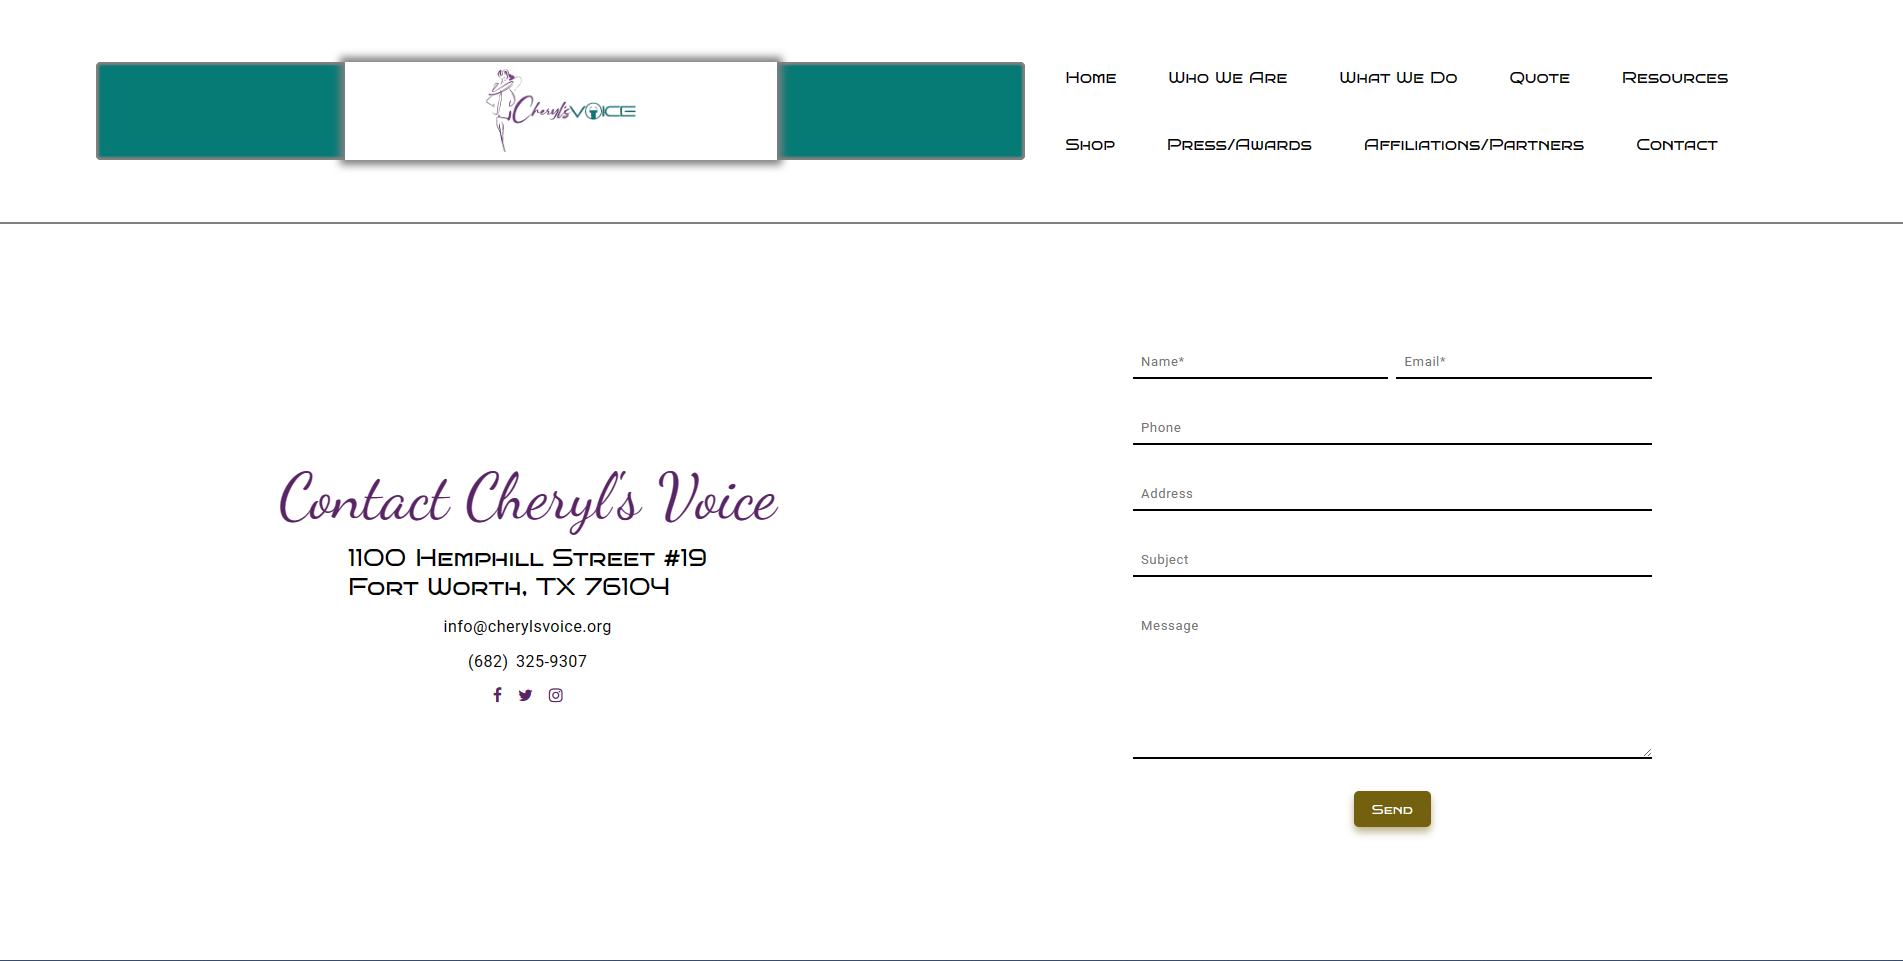 Cheryl's VOICE
Home Who We Are What We Do Quote Resources
Shop Press/Awards Affiliations/Partners Contact
Name* Email*
Phone
Address
Subject
Message
Send
Contact Cheryl's Voice
1100 Hemphill Street #19
Fort Worth, TX 76104
info@cherylsvoice.org
(682) 325-9307